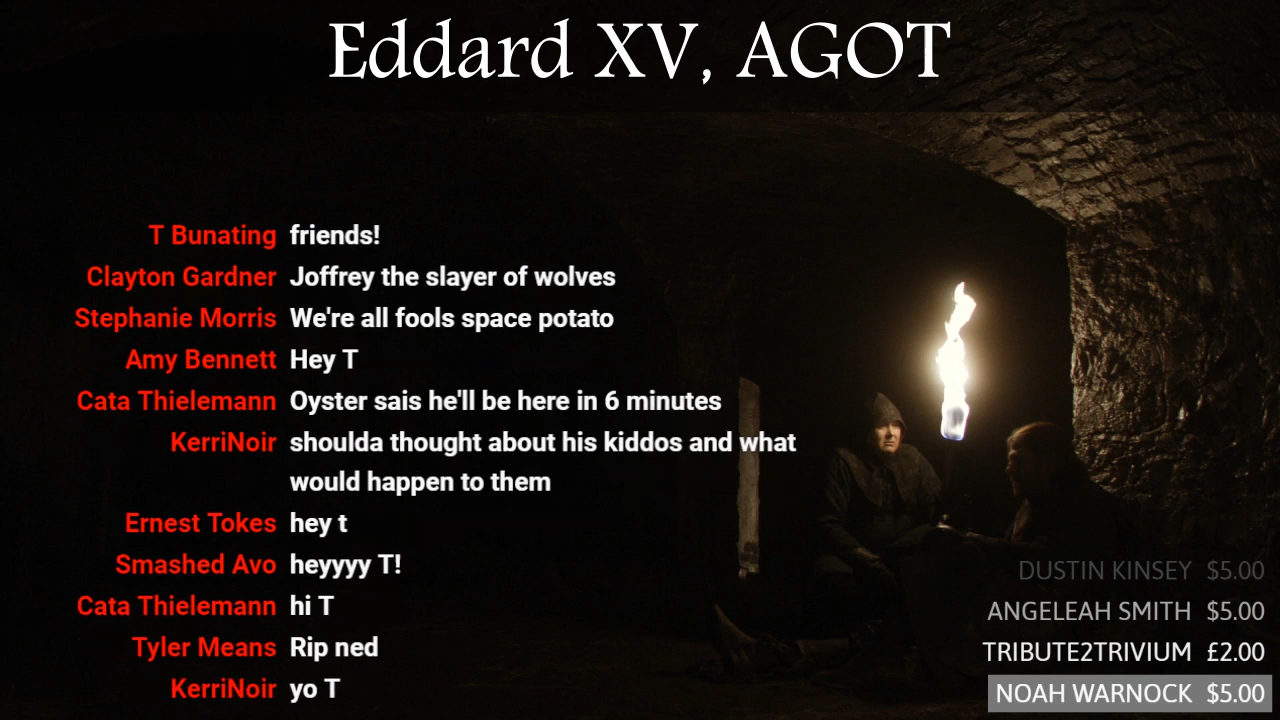 Eddard XV, AGOT
T Bunating friends!
Clayton Gardner Joffrey the slayer of wolves
Stephanie Morris We're all fools space potato
Amy Bennett Hey T
Cata Thielemann Oyster sais he'll be here in 6 minutes
KerriNoir shoulda thought about his kiddos and what
would happen to them
Ernest Tokes hey t
Smashed Avo heyyyy T!
Cata Thielemann hi T
Tyler Means Rip ned
KerriNoir yo T
DUSTIN KINSEY $5.00
ANGELEAH SMITH $5.00
TRIBUTE2TRIVIUM £2.00
NOAH WARNOCK $5.00